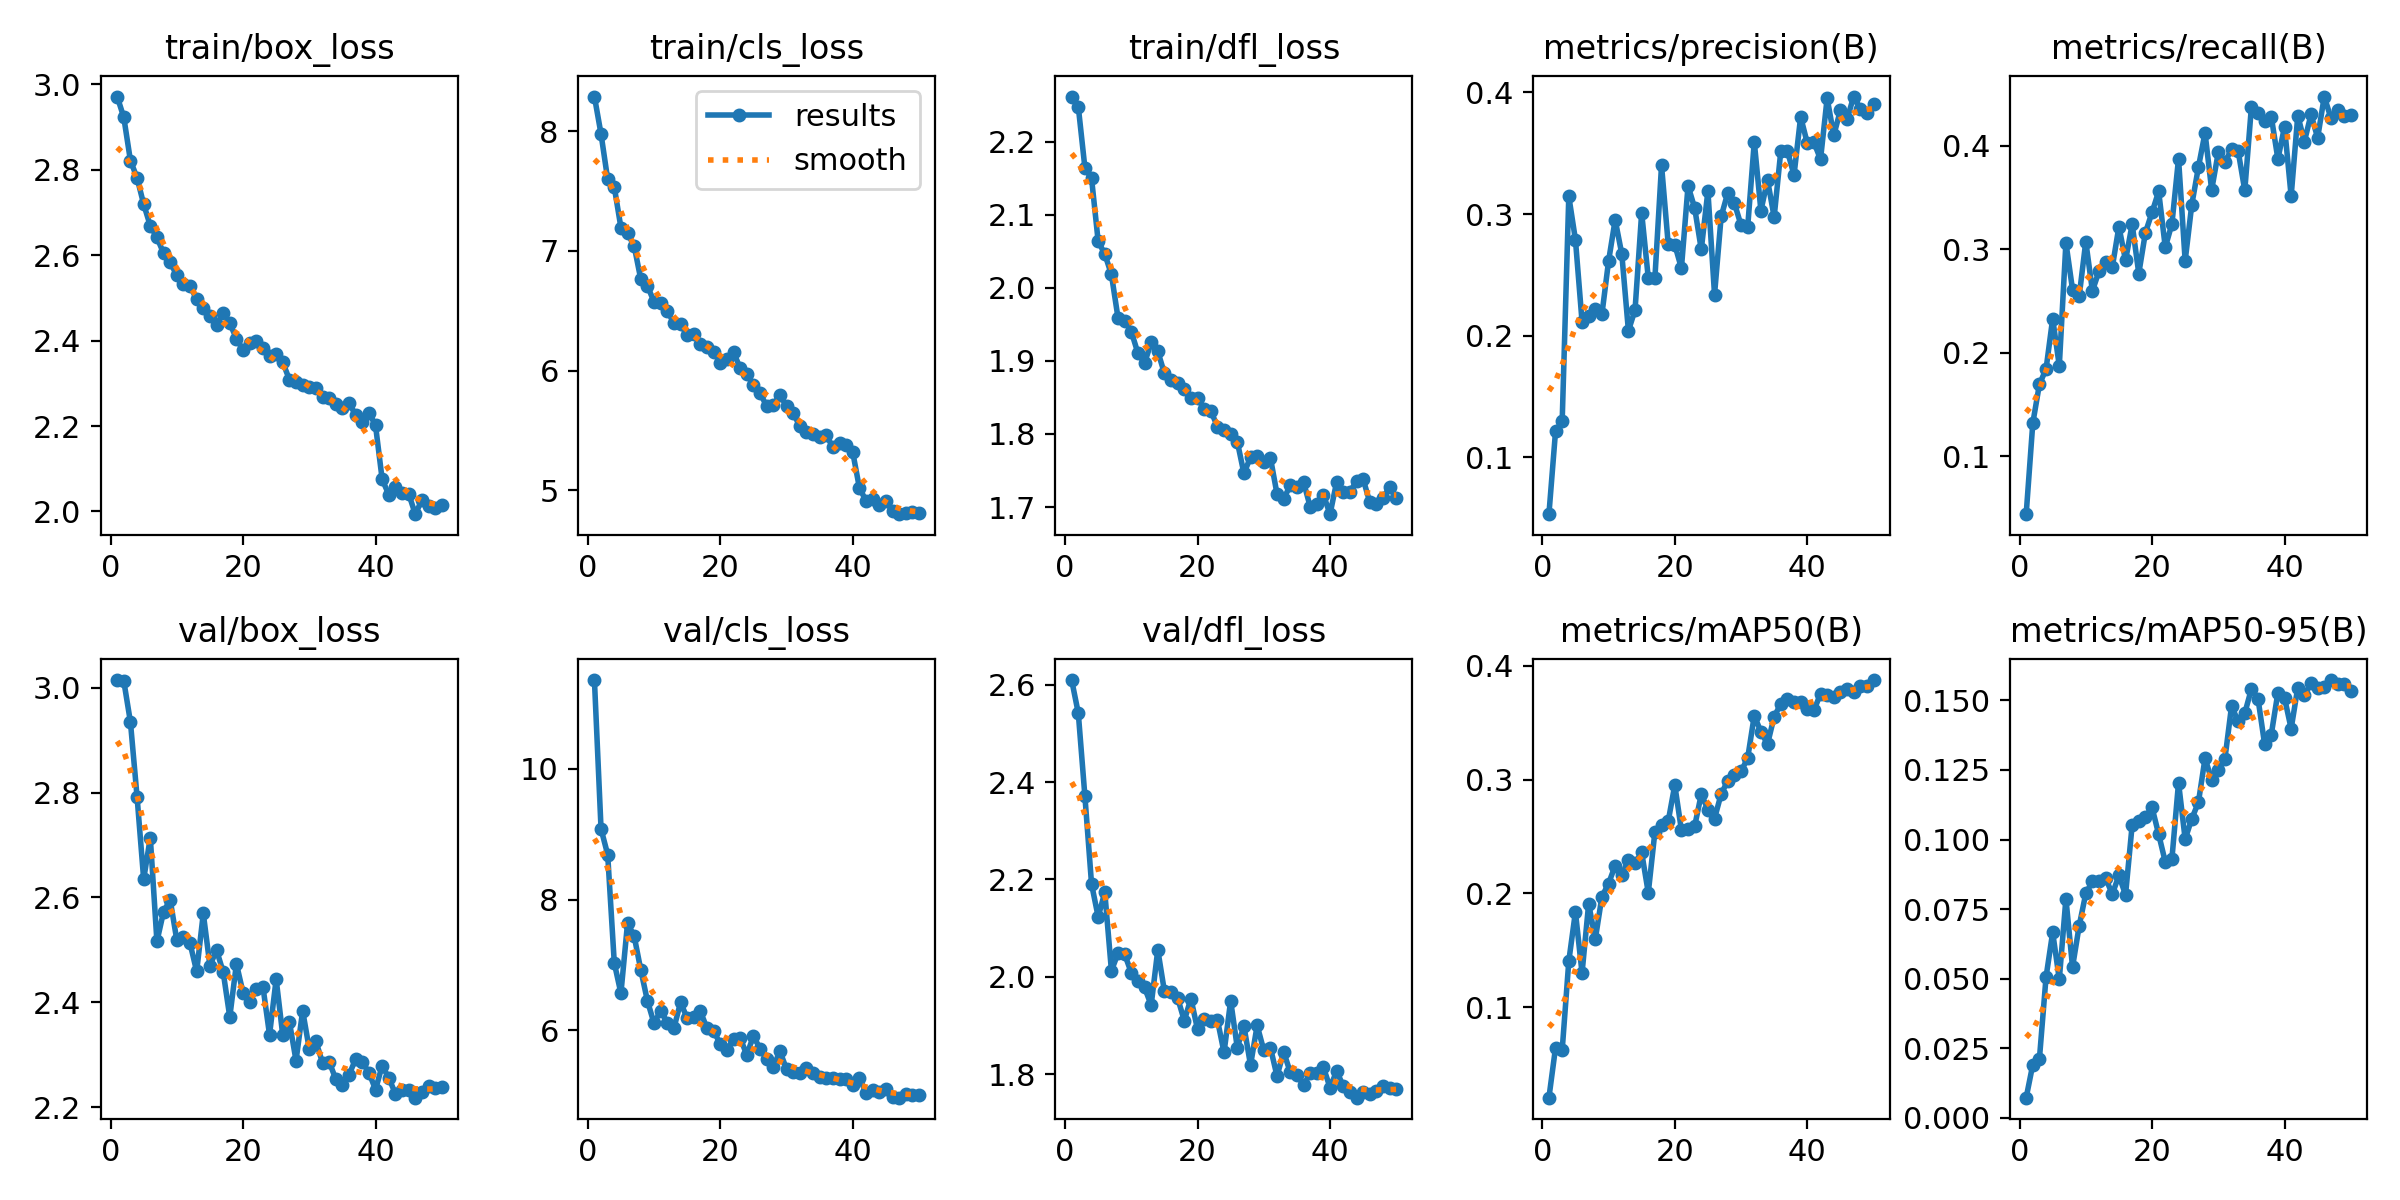 train/box_loss
3.0
2.8
2.6
2.4
2.2
2.0
0 20 40
train/cls_loss
results
smooth
8
7
6
5
0 20 40
train/dfl_loss
2.2
2.1
2.0
1.9
1.8
1.7
0 20 40
metrics/precision(B)
0.4
0.3
0.2
0.1
0 20 40
metrics/recall(B)
0.4
0.3
0.2
0.1
0 20 40
val/box_loss
3.0
2.8
2.6
2.4
2.2
0 20 40
val/cls_loss
10
8
6
0 20 40
val/dfl_loss
2.6
2.4
2.2
2.0
1.8
0 20 40
metrics/mAP50(B)
0.4
0.3
0.2
0.1
0 20 40
metrics/mAP50-95(B)
0.150
0.125
0.100
0.075
0.050
0.025
0.000
0 20 40